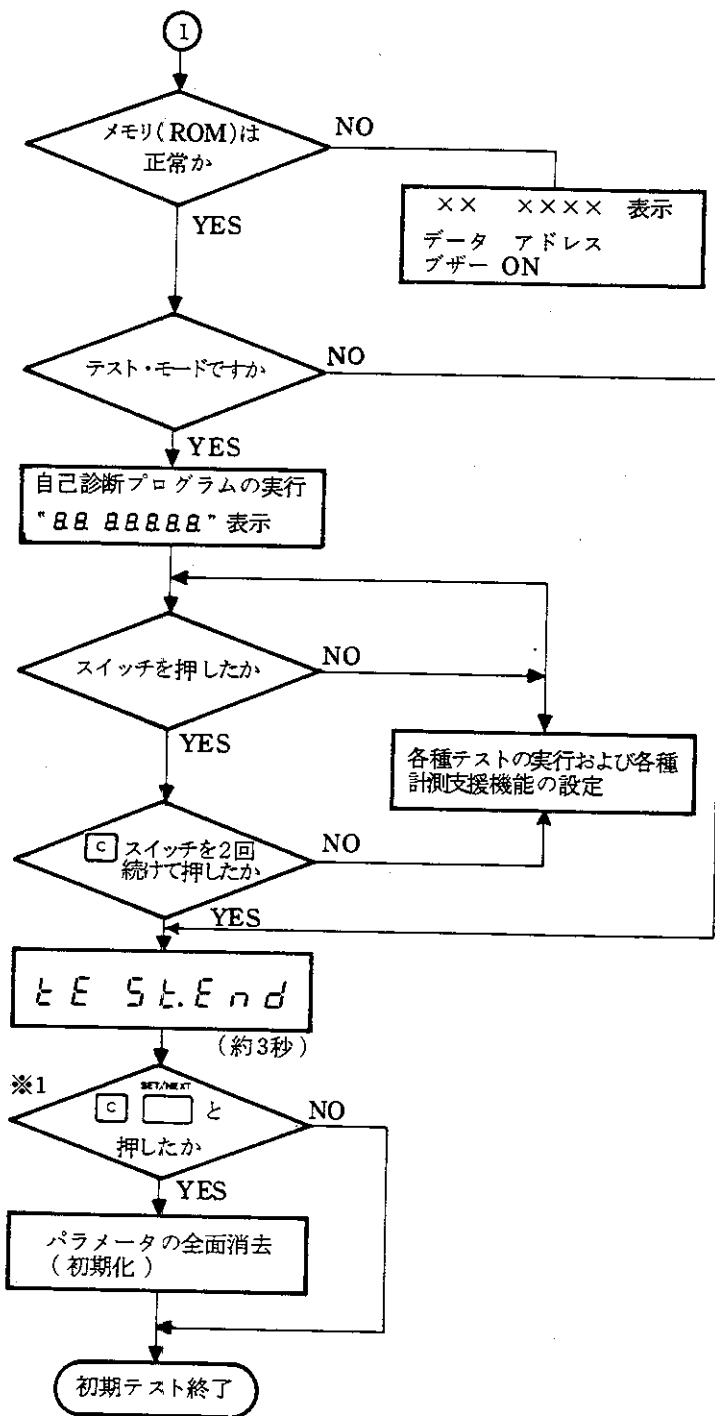 1
メモリ(ROM)は
正常か
NO
YES
×× ×××× 表示
データ アドレス
ブザー ON
テスト・モードですか
NO
YES
自己診断プログラムの実行
"8.8. 8.8.8.8.8." 表示
スイッチを押したか
NO
YES
各種テストの実行および各種
計測支援機能の設定
C スイッチを2回
続けて押したか
NO
YES
tE St.End
(約3秒)
※1
SET/NEXT
C と
押したか
NO
YES
パラメータの全面消去
(初期化)
初期テスト終了